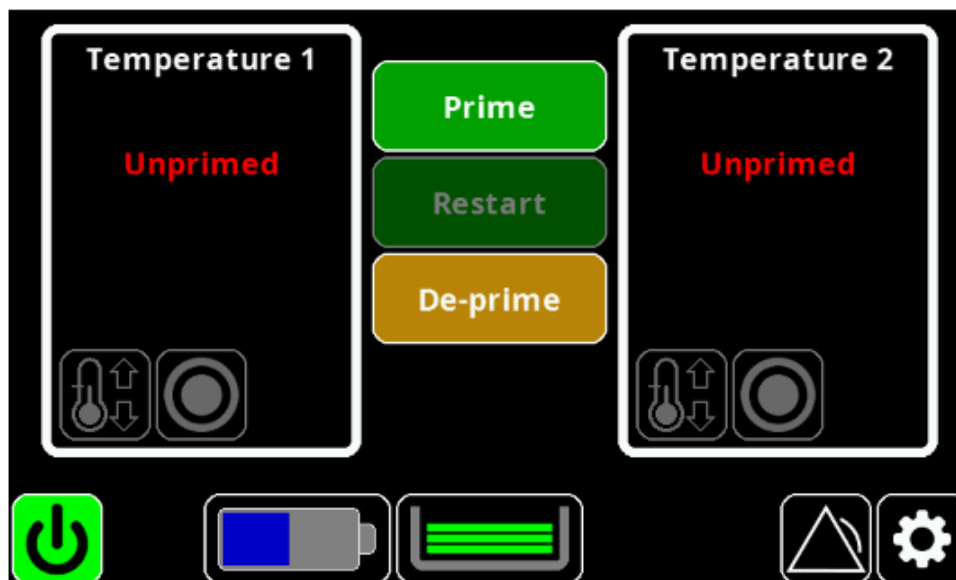 Temperature 1
Unprimed
Prime
Restart
De-prime
Temperature 2
Unprimed